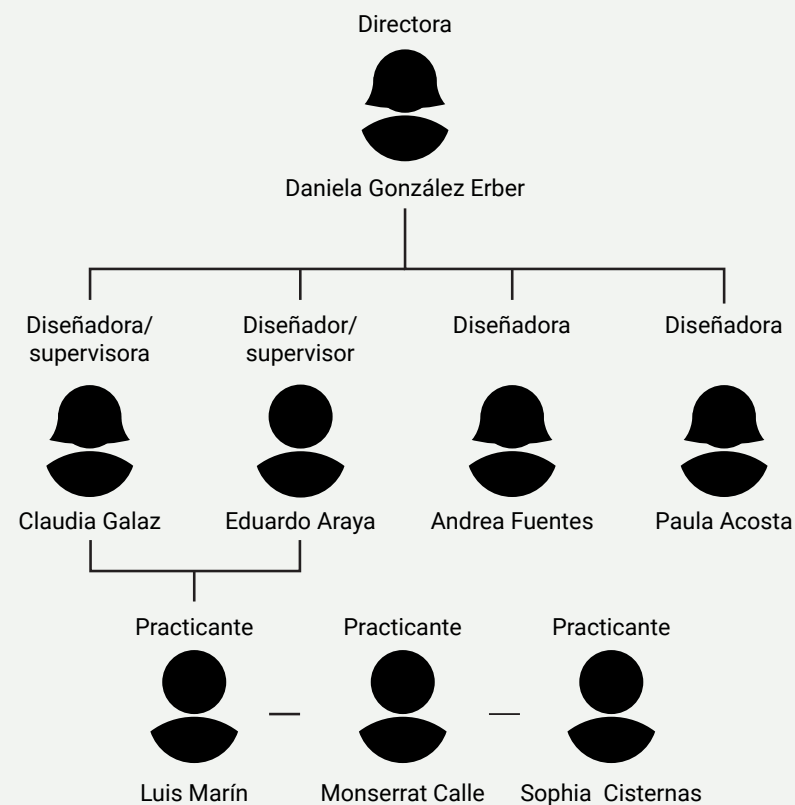 Directora
Daniela González Erber
Diseñadora/
supervisora
Diseñador/
supervisor
Diseñadora
Diseñadora
Claudia Galaz
Eduardo Araya
Andrea Fuentes
Paula Acosta
Practicante
Practicante
Practicante
Luis Marín
Monserrat Calle
Sophia Cisternas